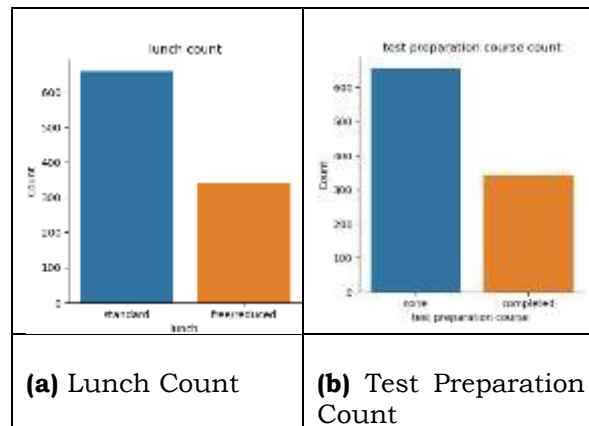 lunch count
600
500
400
300
200
100
0
Count
standard free/reduced
lunch
test preparation course count
600
500
400
300
200
100
0
Count
none completed
test preparation course
(a) Lunch Count
(b) Test Preparation
Count